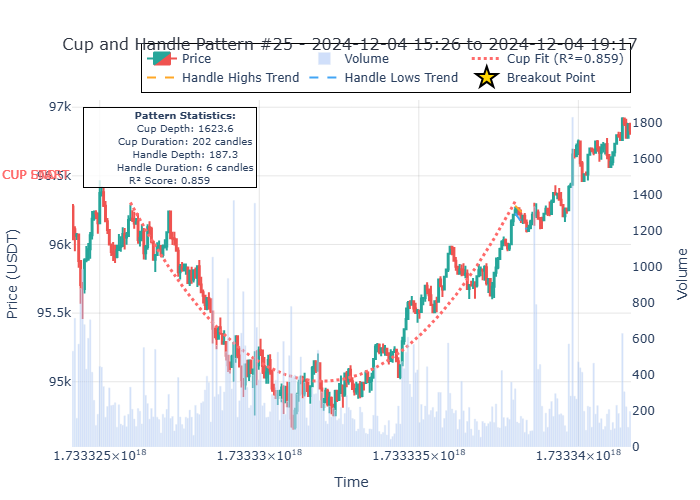 Cup and Handle Pattern #25 - 2024-12-04 15:26 to 2024-12-04 19:17
Price
Volume
Cup Fit (R²=0.859)
Handle Highs Trend
Handle Lows Trend
Breakout Point
Pattern Statistics:
Cup Depth: 1623.6
Cup Duration: 202 candles
Handle Depth: 187.3
Handle Duration: 6 candles
R² Score: 0.859
CUP
97k
96.5k
96k
95.5k
95k
Price (USDT)
1800
1600
1400
1200
1000
800
600
400
200
0
Volume
1.733325×10¹⁸
1.73333×10¹⁸
1.733335×10¹⁸
1.73334×10¹⁸
Time